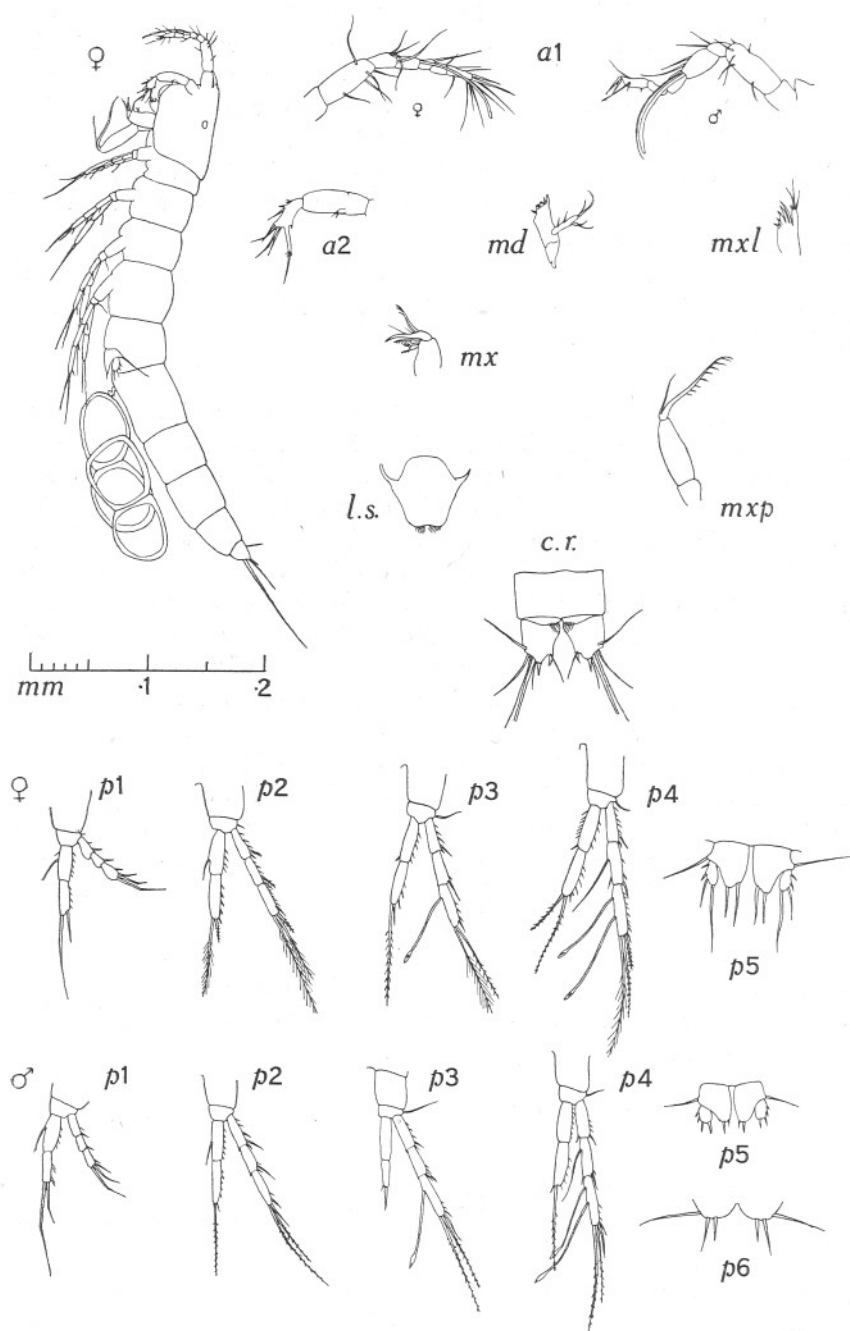 ♀ a1
♀ ♂
a2 md mxl
mx
mxp
l.s.
c.r.
mm ·1 ·2
♀ p1 p2 p3 p4
p5
♂ p1 p2 p3 p4
p5
p6